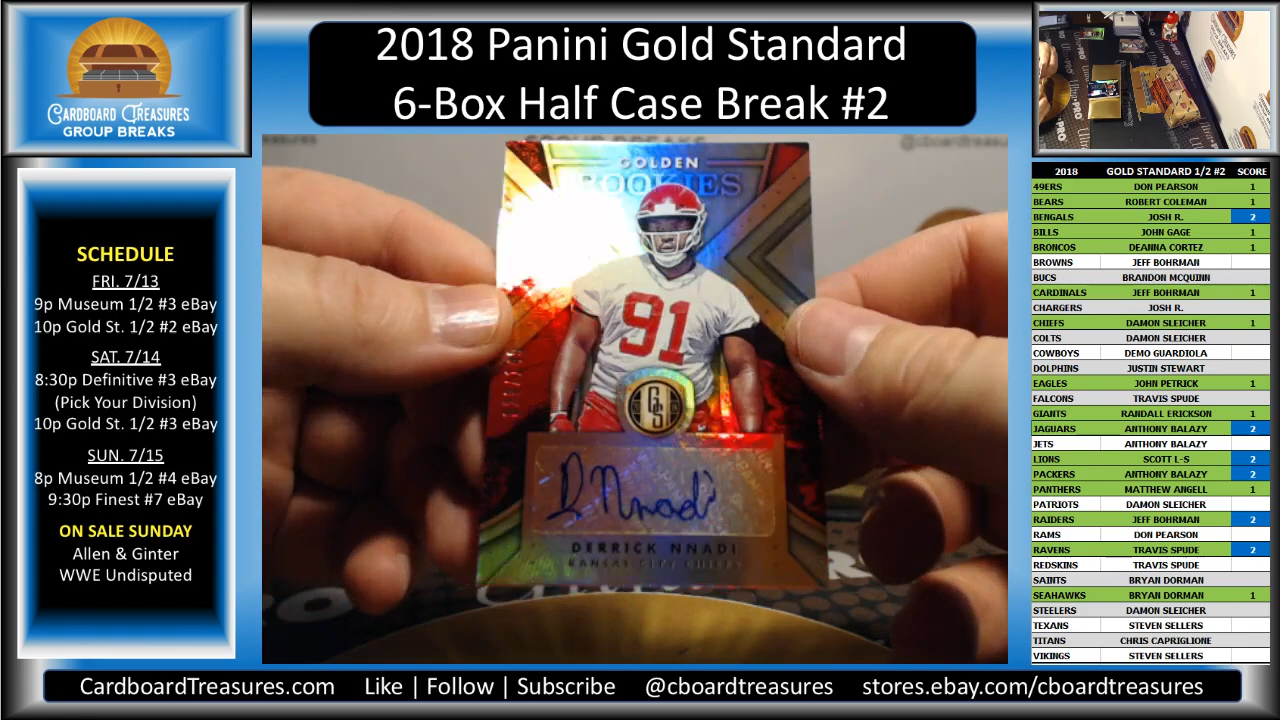 CARDBOARD TREASURES
GROUP BREAKS
2018 Panini Gold Standard
6-Box Half Case Break #2
SCHEDULE
FRI. 7/13
9p Museum 1/2 #3 eBay
10p Gold St. 1/2 #2 eBay
SAT. 7/14
8:30p Definitive #3 eBay
(Pick Your Division)
10p Gold St. 1/2 #3 eBay
SUN. 7/15
8p Museum 1/2 #4 eBay
9:30p Finest #7 eBay
ON SALE SUNDAY
Allen & Ginter
WWE Undisputed
GOLDEN
ROOKIES
91
GS
D Nnadi
DERRICK NNADI
KANSAS CITY CHIEFS
2018 GOLD STANDARD 1/2 #2 SCORE
49ERS DON PEARSON 1
BEARS ROBERT COLEMAN 1
BENGALS JOSH R. 2
BILLS JOHN GAGE 1
BRONCOS DEANNA CORTEZ 1
BROWNS JEFF BOHRMAN
BUCS BRANDON MCQUINN
CARDINALS JEFF BOHRMAN 1
CHARGERS JOSH R.
CHIEFS DAMON SLEICHER 1
COLTS DAMON SLEICHER
COWBOYS DEMO GUARDIOLA
DOLPHINS JUSTIN STEWART
EAGLES JOHN PETRICK 1
FALCONS TRAVIS SPUDE
GIANTS RANDALL ERICKSON 1
JAGUARS ANTHONY BALAZY 2
JETS ANTHONY BALAZY
LIONS SCOTT L-S 2
PACKERS ANTHONY BALAZY 2
PANTHERS MATTHEW ANGELL 1
PATRIOTS DAMON SLEICHER
RAIDERS JEFF BOHRMAN 2
RAMS DON PEARSON
RAVENS TRAVIS SPUDE 2
REDSKINS TRAVIS SPUDE
SAINTS BRYAN DORMAN
SEAHAWKS BRYAN DORMAN 1
STEELERS DAMON SLEICHER
TEXANS STEVEN SELLERS
TITANS CHRIS CAPRIGLIONE
VIKINGS STEVEN SELLERS
CardboardTreasures.com Like | Follow | Subscribe @cboardtreasures stores.ebay.com/cboardtreasures